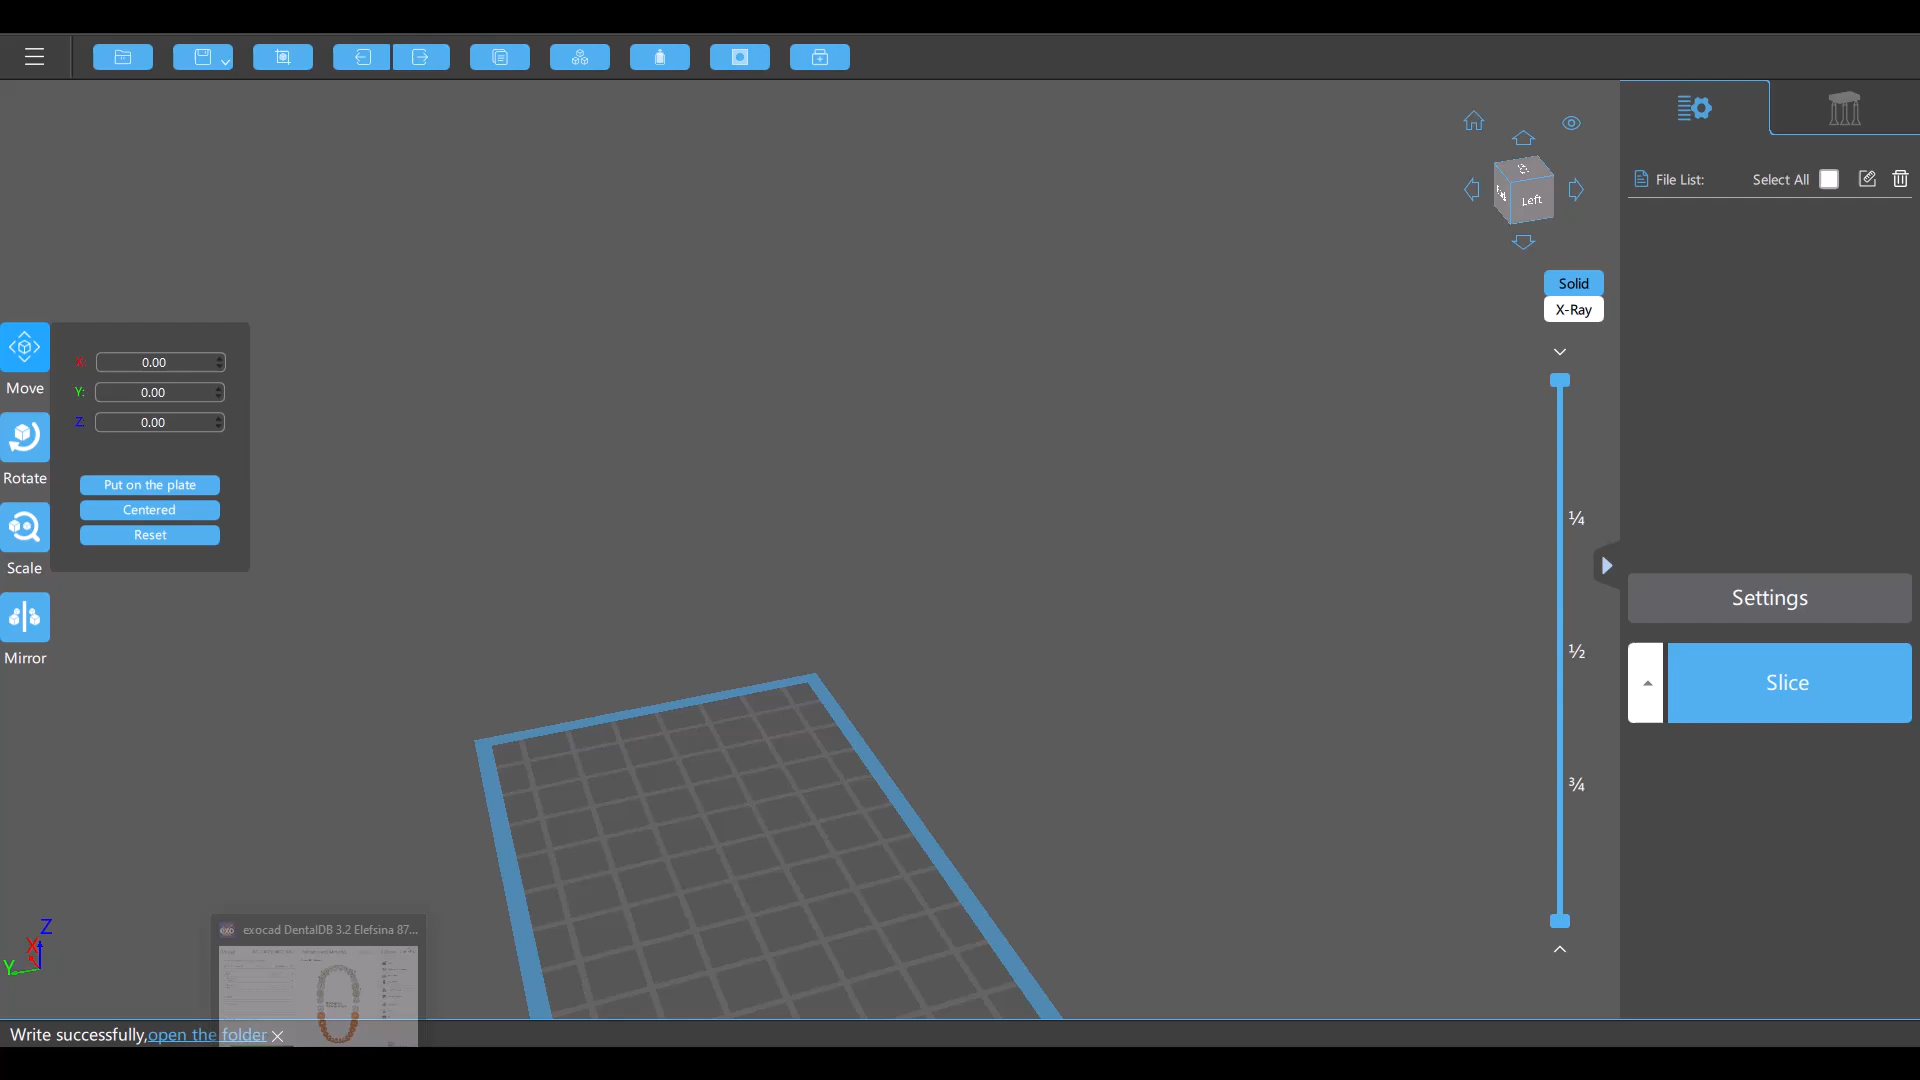 File List:
Select All
Left
Solid
X-Ray
X: 0.00
Y: 0.00
Z: 0.00
Move
Rotate
Scale
Mirror
Put on the plate
Centered
Reset
¼
½
¾
Settings
Slice
Z
X
Y
exo exocad DentalDB 3.2 Elefsina 87...
Write successfully,open the folder